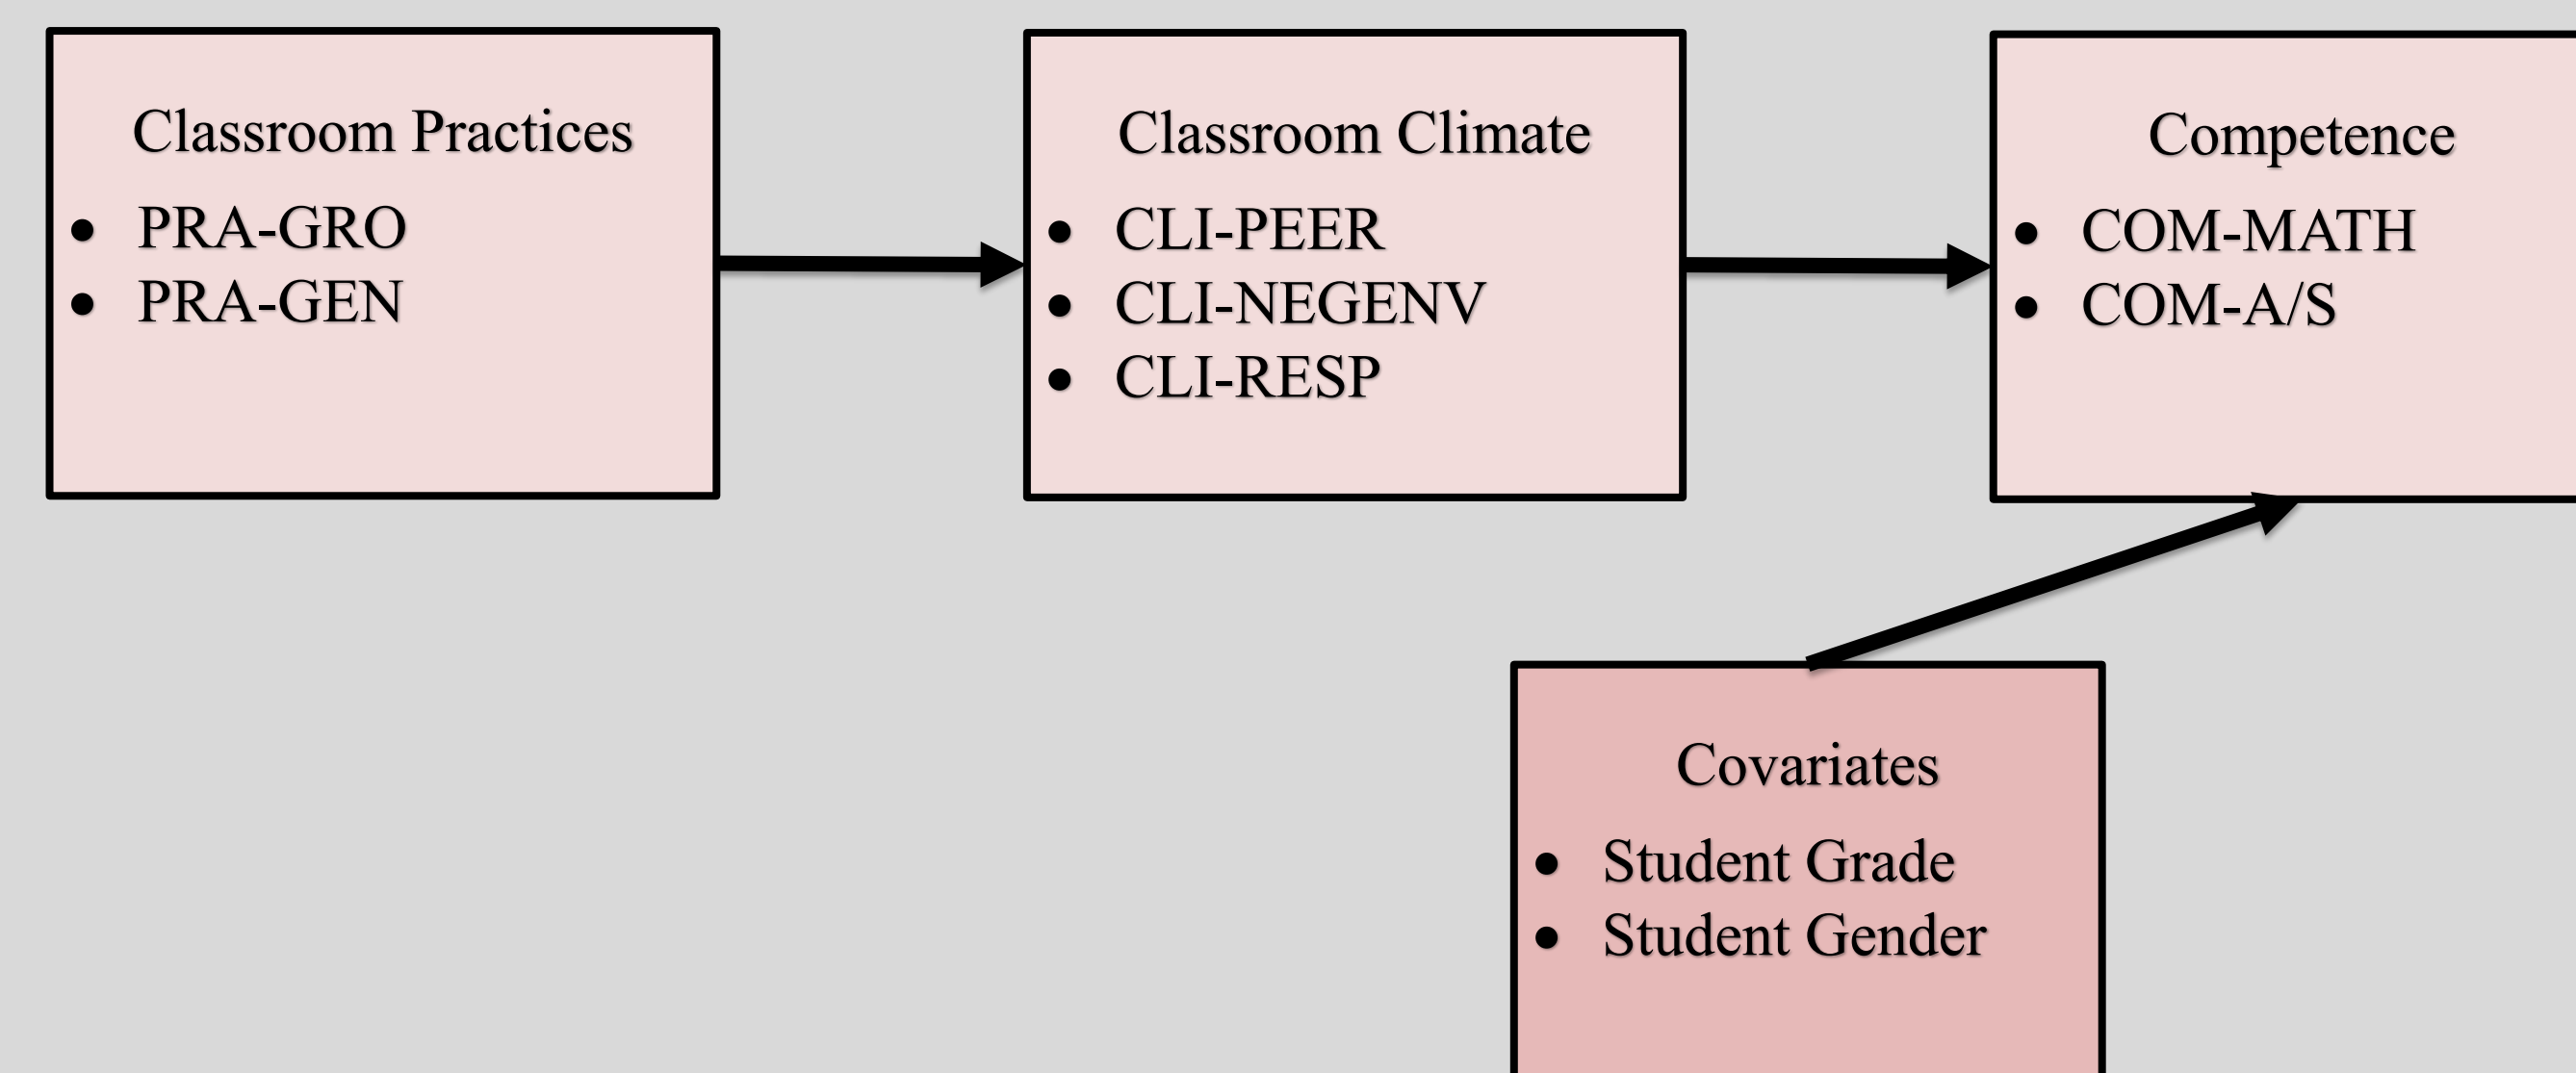 Classroom Practices
• PRA-GRO
• PRA-GEN
Classroom Climate
• CLI-PEER
• CLI-NEGENV
• CLI-RESP
Competence
• COM-MATH
• COM-A/S
Covariates
• Student Grade
• Student Gender